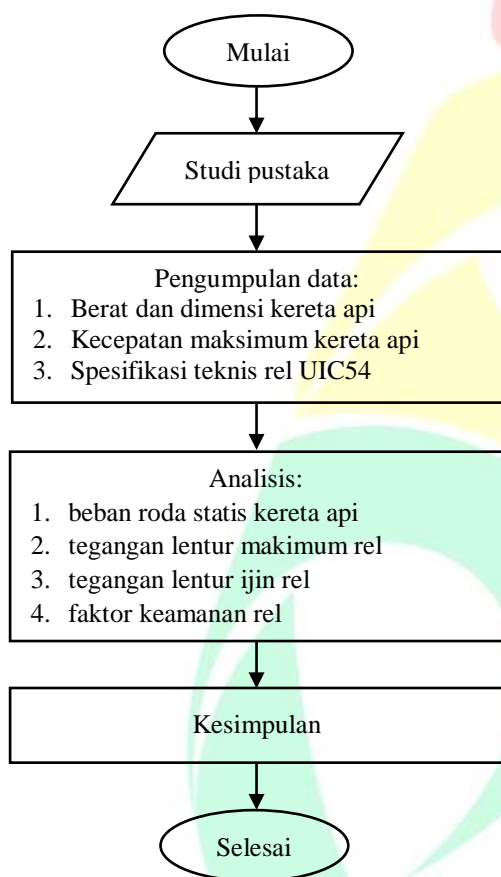 Mulai
Studi pustaka
Pengumpulan data:
1. Berat dan dimensi kereta api
2. Kecepatan maksimum kereta api
3. Spesifikasi teknis rel UIC54
Analisis:
1. beban roda statis kereta api
2. tegangan lentur makimum rel
3. tegangan lentur ijin rel
4. faktor keamanan rel
Kesimpulan
Selesai